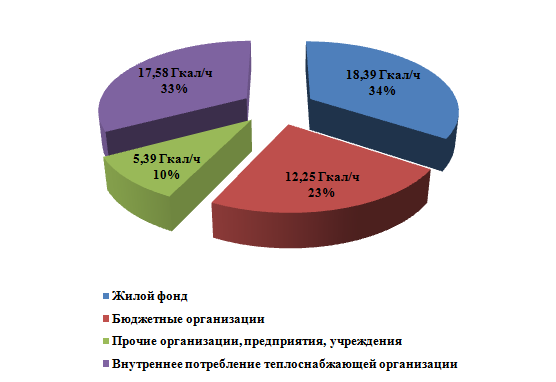 17,58 Гкал/ч
33%
18,39 Гкал/ч
34%
5,39 Гкал/ч
10%
12,25 Гкал/ч
23%
Жилой фонд
Бюджетные организации
Прочие организации, предприятия, учреждения
Внутреннее потребление теплоснабжающей организации